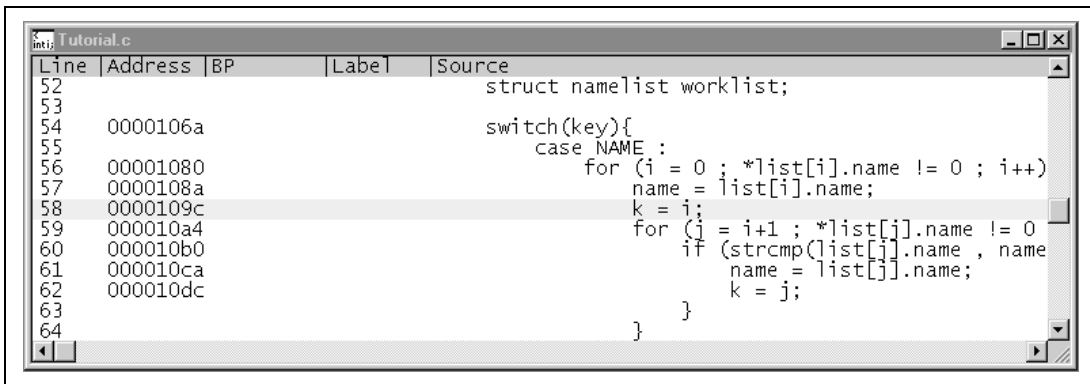 Tutorial.c
Line |Address |BP |Label |Source
52 struct namelist worklist;
53
54 0000106a switch(key){
55 case NAME :
56 00001080 for (i = 0 ; *list[i].name != 0 ; i++)
57 0000108a name = list[i].name;
58 0000109c k = i;
59 000010a4 for (j = i+1 ; *list[j].name != 0
60 000010b0 if (strcmp(list[j].name , name
61 000010ca name = list[j].name;
62 000010dc k = j;
63 }
64 }